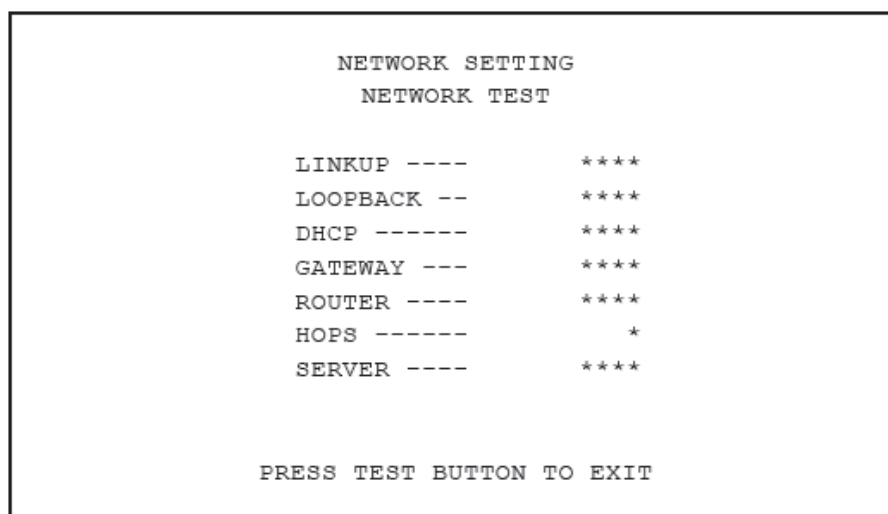 NETWORK SETTING
NETWORK TEST
LINKUP ---- ****
LOOPBACK -- ****
DHCP ------ ****
GATEWAY --- ****
ROUTER ---- ****
HOPS ------ *
SERVER ---- ****
PRESS TEST BUTTON TO EXIT